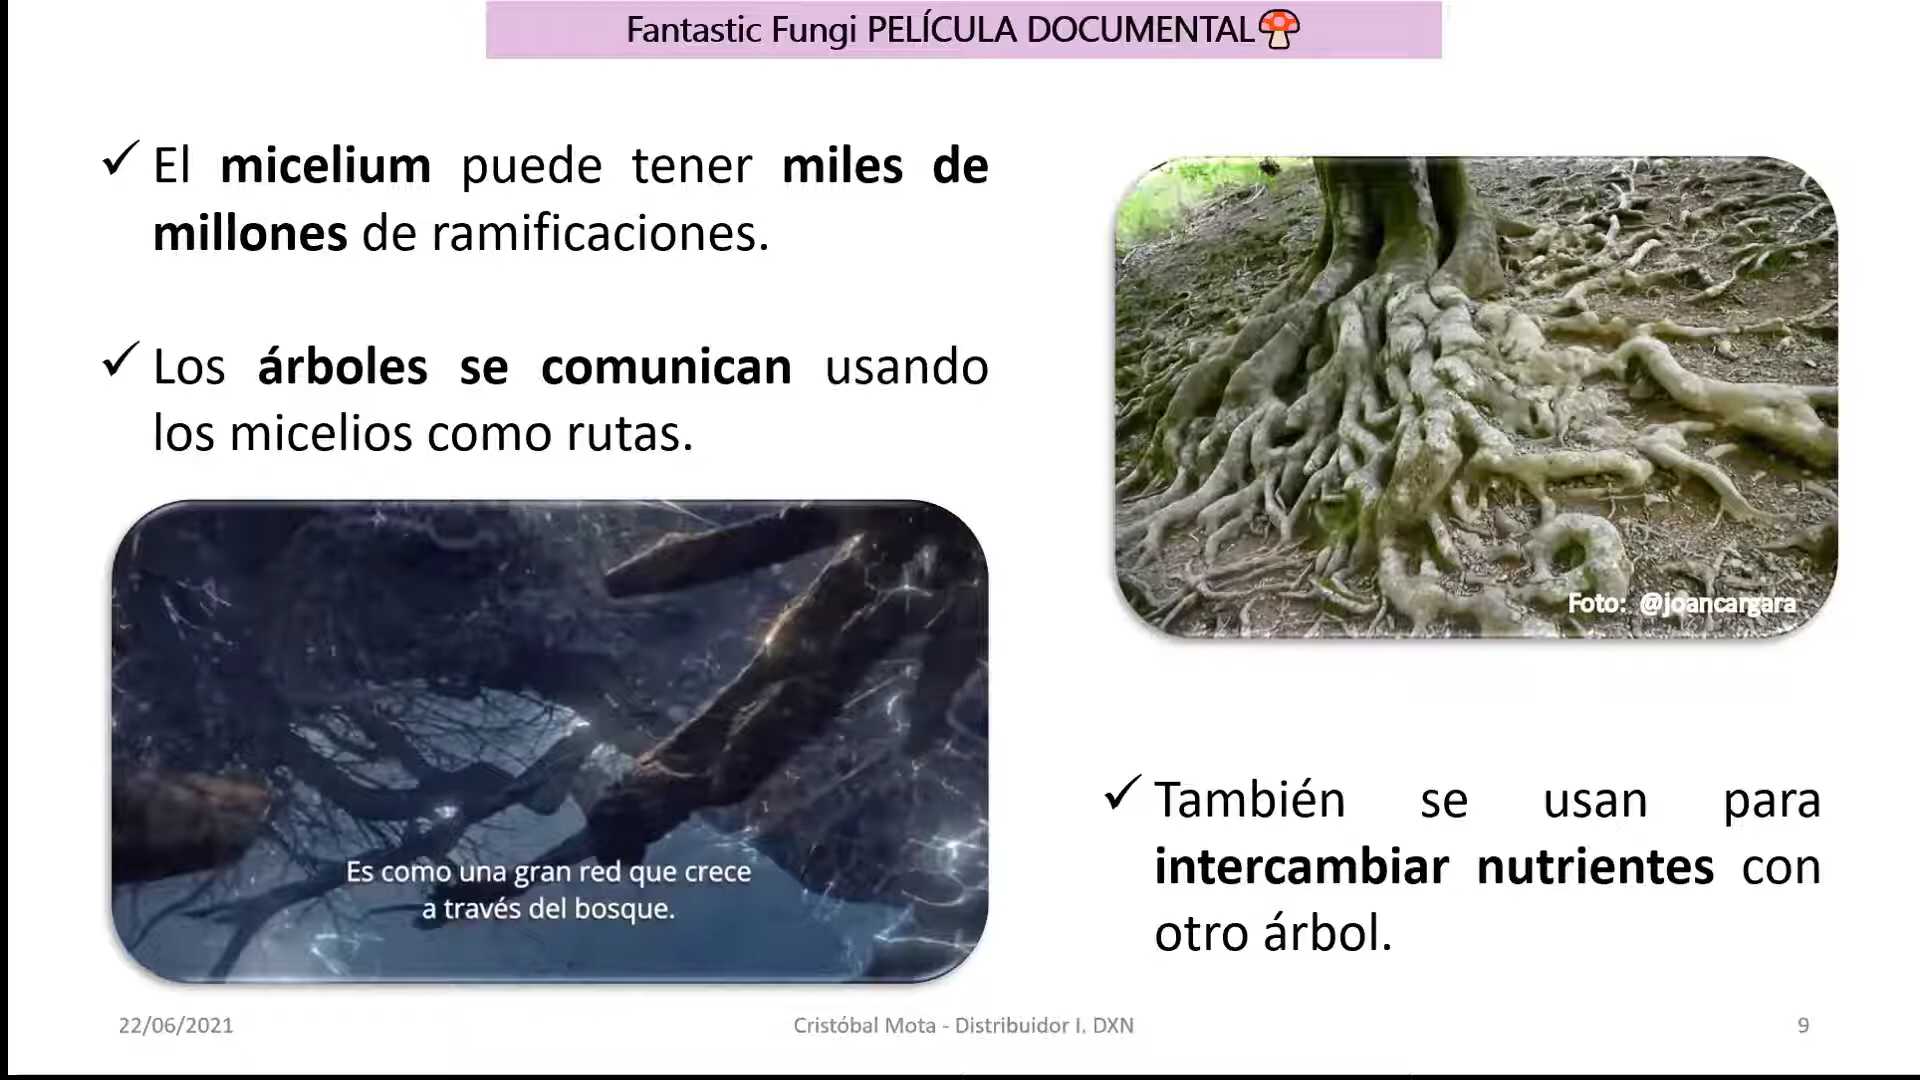 Fantastic Fungi PELÍCULA DOCUMENTAL
El micelium puede tener miles de
millones de ramificaciones.
Los árboles se comunican usando
los micelios como rutas.
Foto: @joancargara
Es como una gran red que crece
a través del bosque.
También se usan para
intercambiar nutrientes con
otro árbol.
22/06/2021
Cristóbal Mota - Distribuidor I. DXN
9